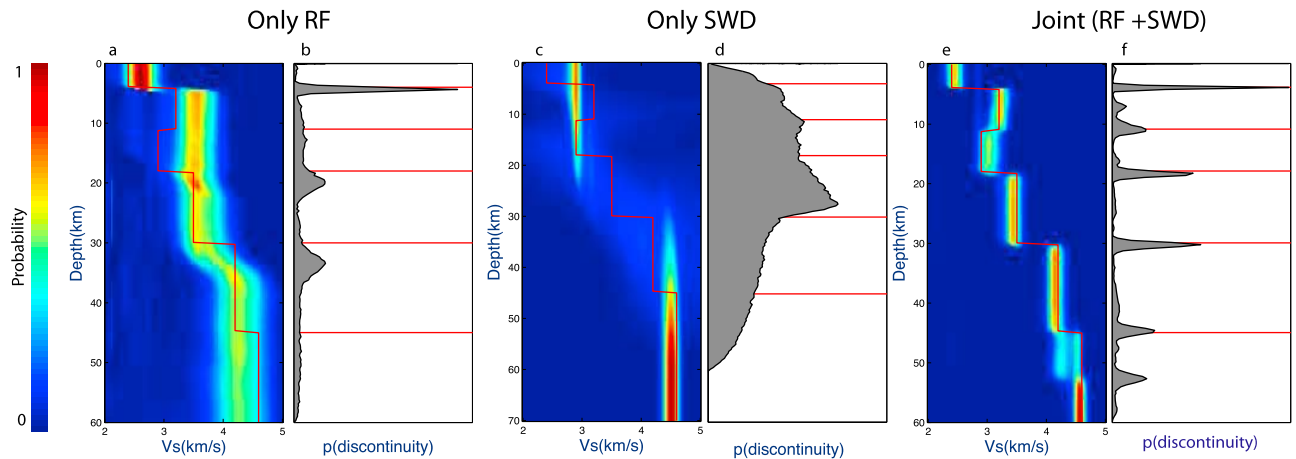 Only RF
Only SWD
Joint (RF +SWD)
a
b
c
d
e
f
1
Probability
0
Depth(km)
0
10
20
30
40
50
60
2
3
4
5
Vs(km/s)
p(discontinuity)
Depth(km)
0
10
20
30
40
50
60
70
2
3
4
5
Vs(km/s)
p(discontinuity)
Depth(km)
0
10
20
30
40
50
60
2
3
4
5
Vs(km/s)
p(discontinuity)